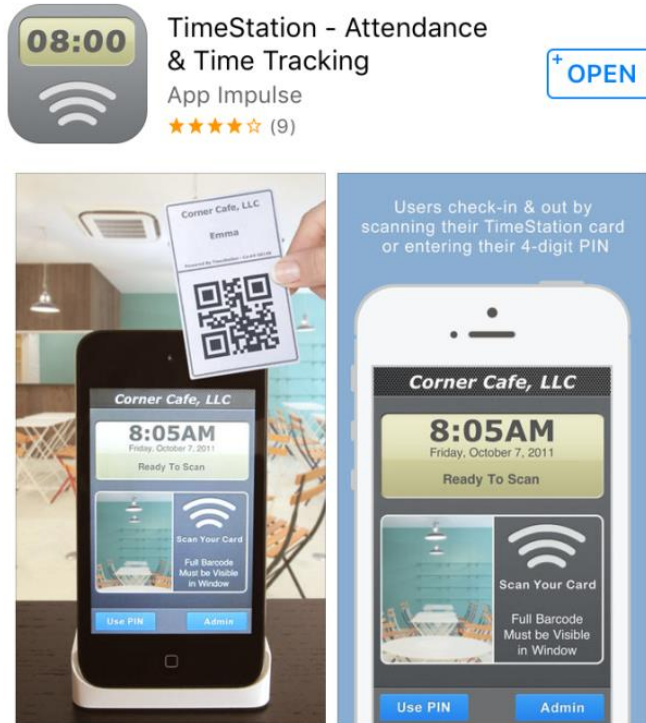 08:00
TimeStation - Attendance
& Time Tracking
App Impulse
(9)
+ OPEN
Corner Cafe, LLC
Emma
Corner Cafe, LLC
8:05AM
Friday, October 7, 2011
Ready To Scan
Scan Your Card
Full Barcode
Must be Visible
in Window
Use PIN
Admin
Users check-in & out by
scanning their TimeStation card
or entering their 4-digit PIN
Corner Cafe, LLC
8:05AM
Friday, October 7, 2011
Ready To Scan
Scan Your Card
Full Barcode
Must be Visible
in Window
Use PIN
Admin